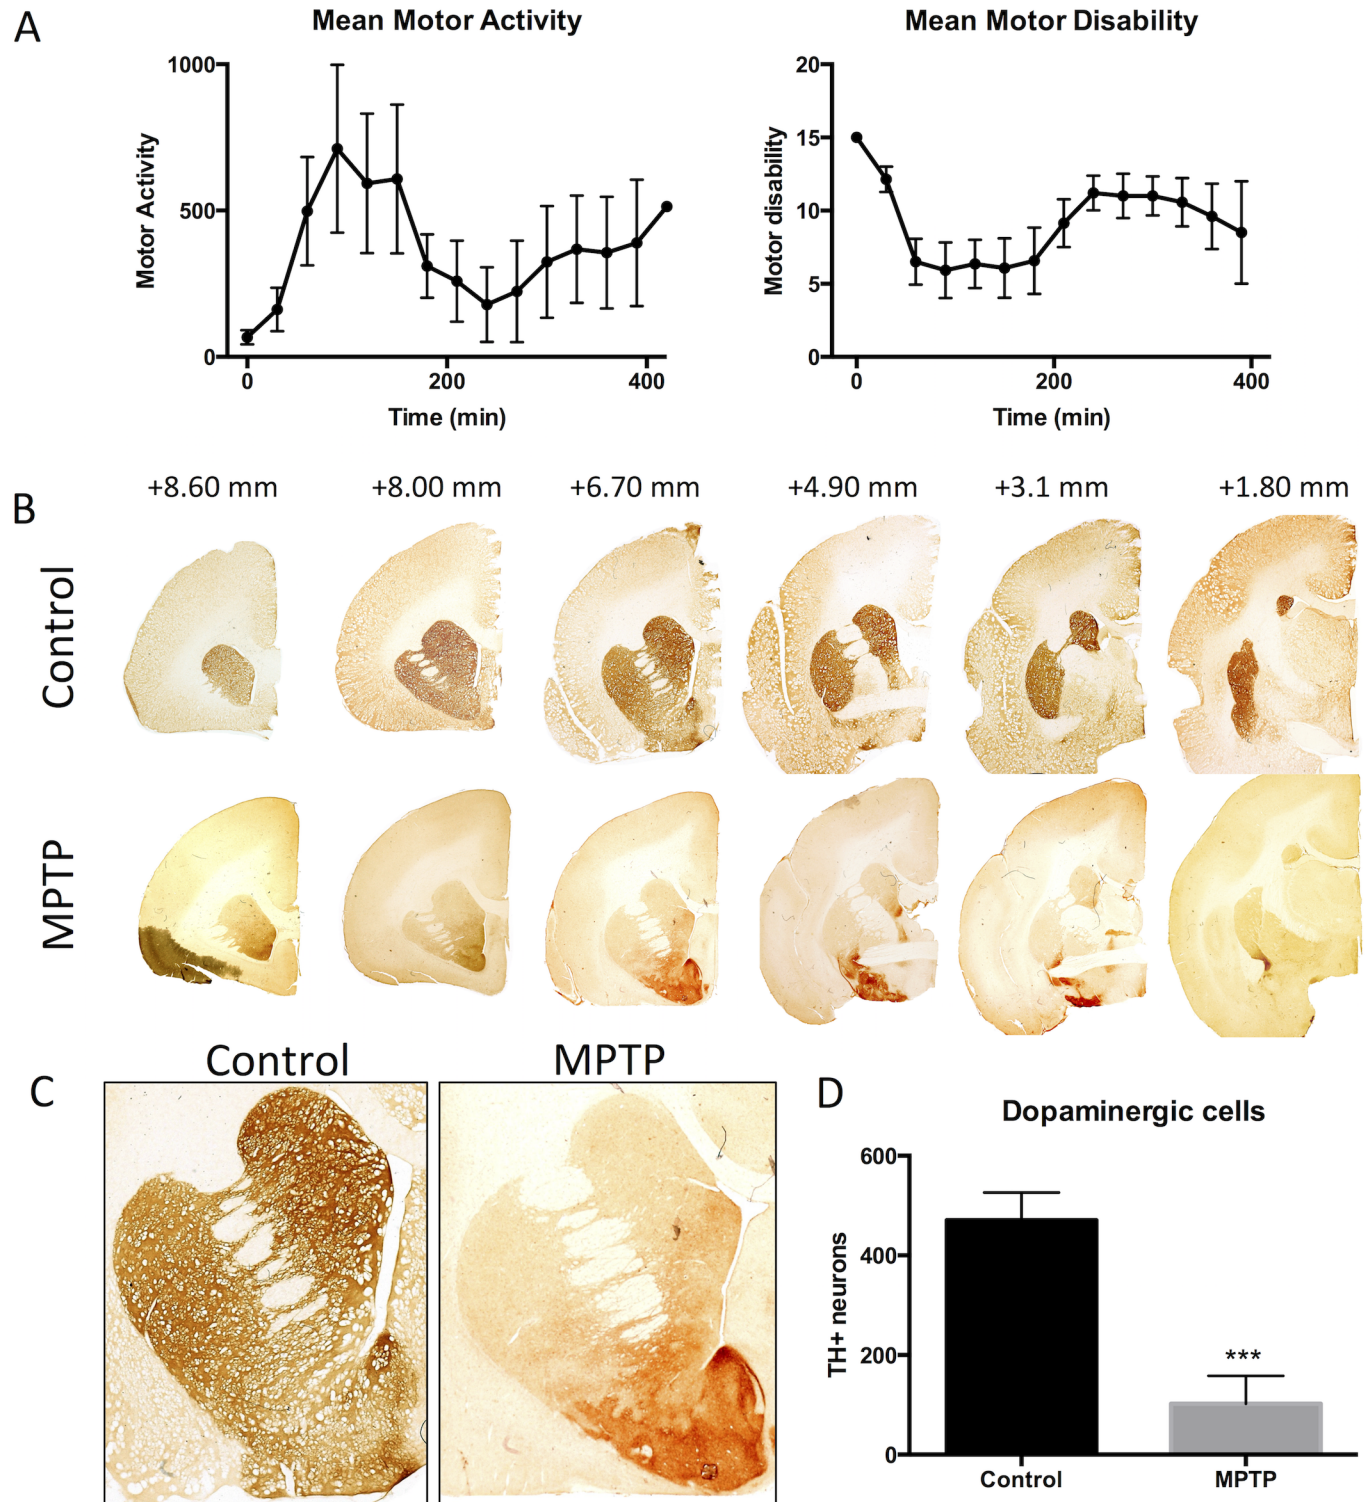 A
Mean Motor Activity
Motor Activity
1000
500
0
0 200 400
Time (min)
Mean Motor Disability
Motor disability
20
15
10
5
0
0 200 400
Time (min)
B
+8.60 mm +8.00 mm +6.70 mm +4.90 mm +3.1 mm +1.80 mm
Control
MPTP
C
Control MPTP
D
Dopaminergic cells
TH+ neurons
600
400
200
0
***
Control MPTP